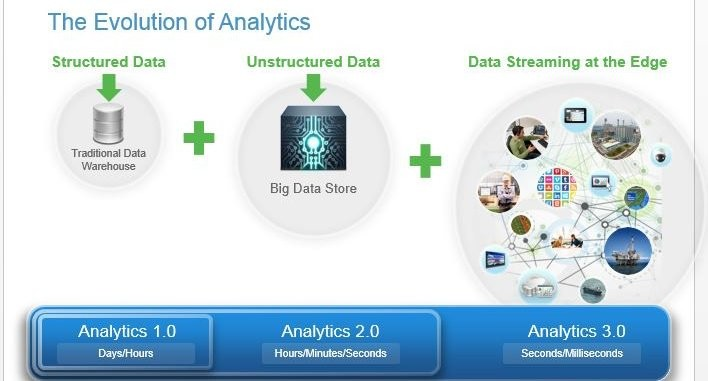 The Evolution of Analytics
Structured Data
Unstructured Data
Data Streaming at the Edge
Traditional Data
Warehouse
Big Data Store
Analytics 1.0
Analytics 2.0
Analytics 3.0
Days/Hours
Hours/Minutes/Seconds
Seconds/Milliseconds